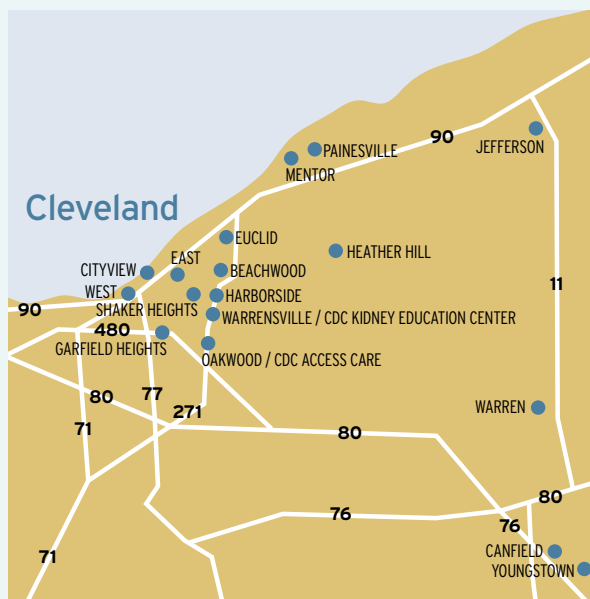 90
PAINESVILLE
JEFFERSON
MENTOR
Cleveland
EUCLID
HEATHER HILL
EAST
CITYVIEW
BEACHWOOD
11
WEST
HARBORSIDE
SHAKER HEIGHTS
90
WARRENSVILLE / CDC KIDNEY EDUCATION CENTER
480
GARFIELD HEIGHTS
OAKWOOD / CDC ACCESS CARE
77
80
271
WARREN
71
80
80
76
76
CANFIELD
71
YOUNGSTOWN